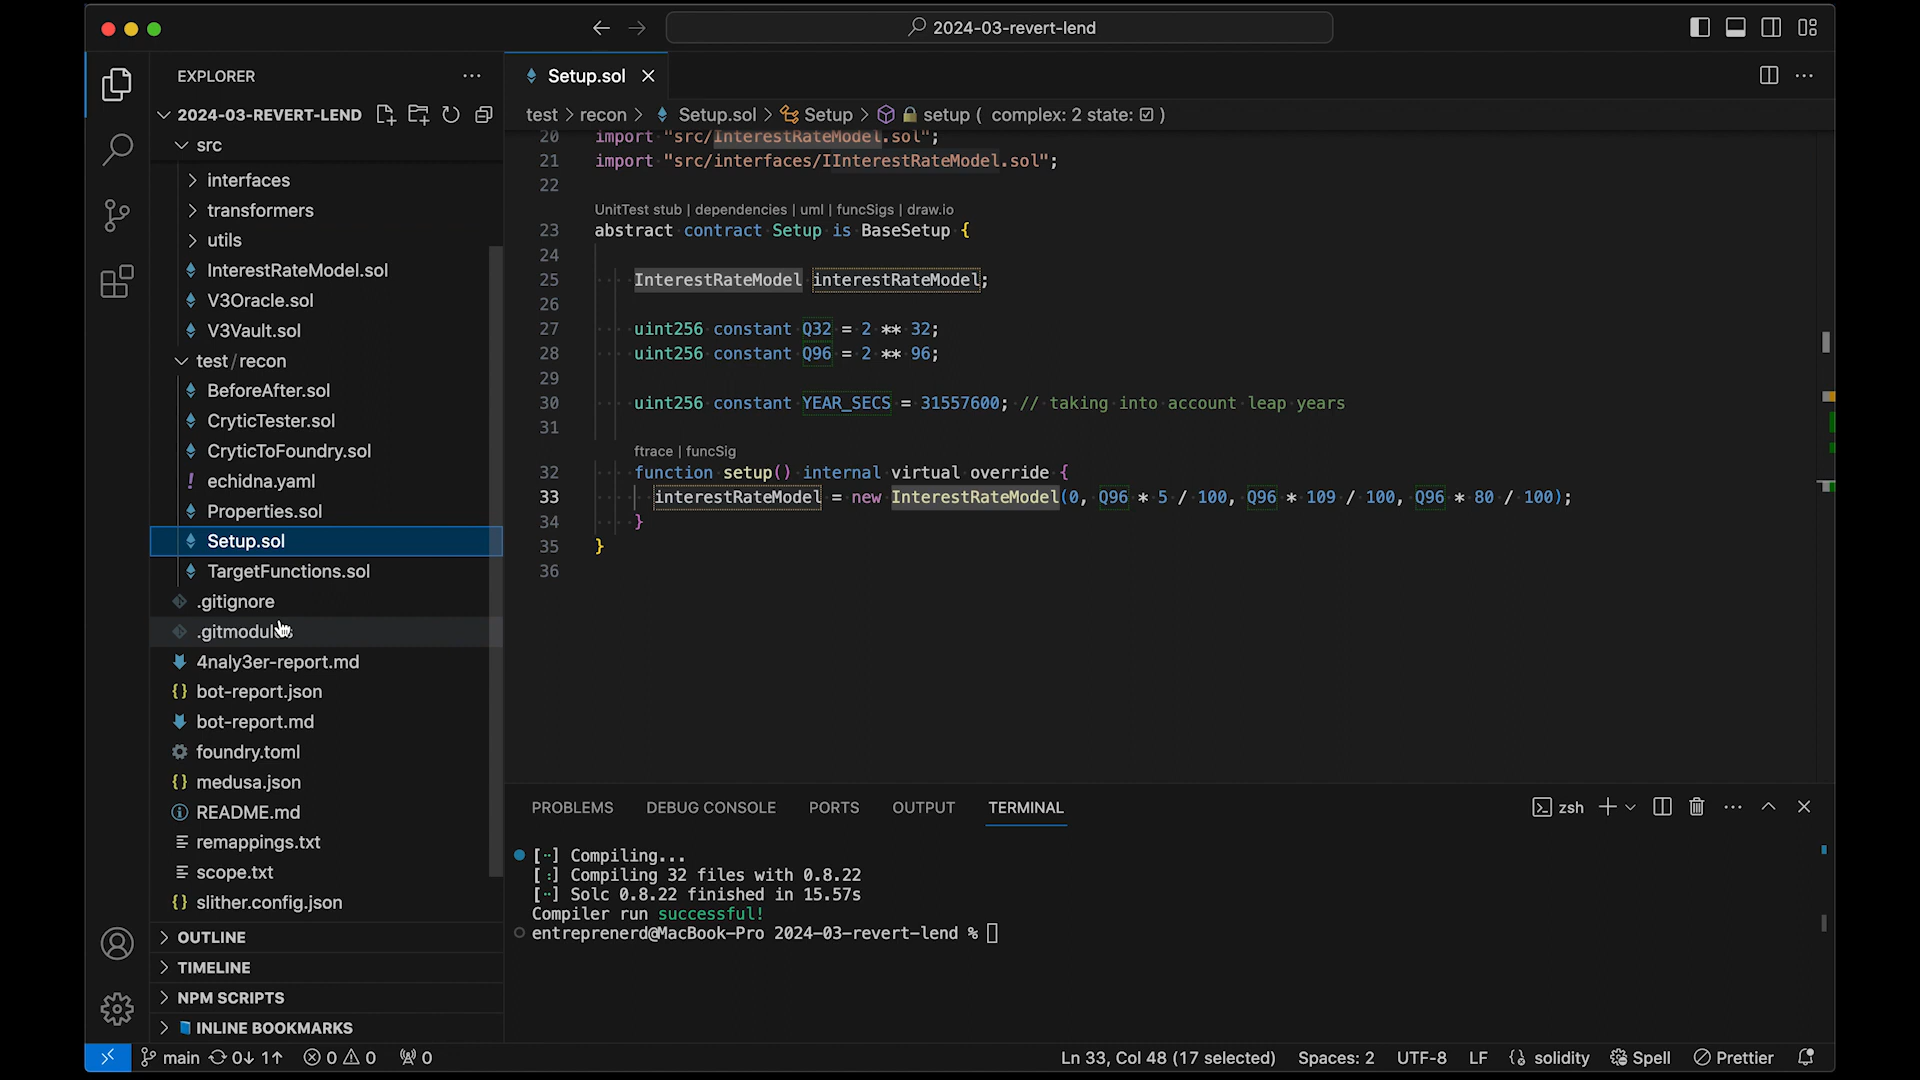 2024-03-revert-lend
EXPLORER
Setup.sol
2024-03-REVERT-LEND
test > recon > Setup.sol > Setup > setup ( complex: 2 state: ☑ )
src
interfaces
transformers
utils
InterestRateModel.sol
V3Oracle.sol
V3Vault.sol
test/recon
BeforeAfter.sol
CryticTester.sol
CryticToFoundry.sol
echidna.yaml
Properties.sol
Setup.sol
TargetFunctions.sol
.gitignore
.gitmodules
4naly3er-report.md
bot-report.json
bot-report.md
foundry.toml
medusa.json
README.md
remappings.txt
scope.txt
slither.config.json
OUTLINE
TIMELINE
NPM SCRIPTS
INLINE BOOKMARKS
20 import "src/InterestRateModel.sol";
21 import "src/interfaces/IInterestRateModel.sol";
22
UnitTest stub | dependencies | uml | funcSigs | draw.io
23 abstract contract Setup is BaseSetup {
24
25 InterestRateModel interestRateModel;
26
27 uint256 constant Q32 = 2 ** 32;
28 uint256 constant Q96 = 2 ** 96;
29
30 uint256 constant YEAR_SECS = 31557600; // taking into account leap years
31
ftrace | funcSig
32 function setup() internal virtual override {
33 interestRateModel = new InterestRateModel(0, Q96 * 5 / 100, Q96 * 109 / 100, Q96 * 80 / 100);
34 }
35 }
36
PROBLEMS DEBUG CONSOLE PORTS OUTPUT TERMINAL zsh
[⠒] Compiling...
[⠘] Compiling 32 files with 0.8.22
[⠒] Solc 0.8.22 finished in 15.57s
Compiler run successful!
entreprenerd@MacBook-Pro 2024-03-revert-lend %
main 0↓ 1↑ 0 0 0 Ln 33, Col 48 (17 selected) Spaces: 2 UTF-8 LF solidity Spell Prettier